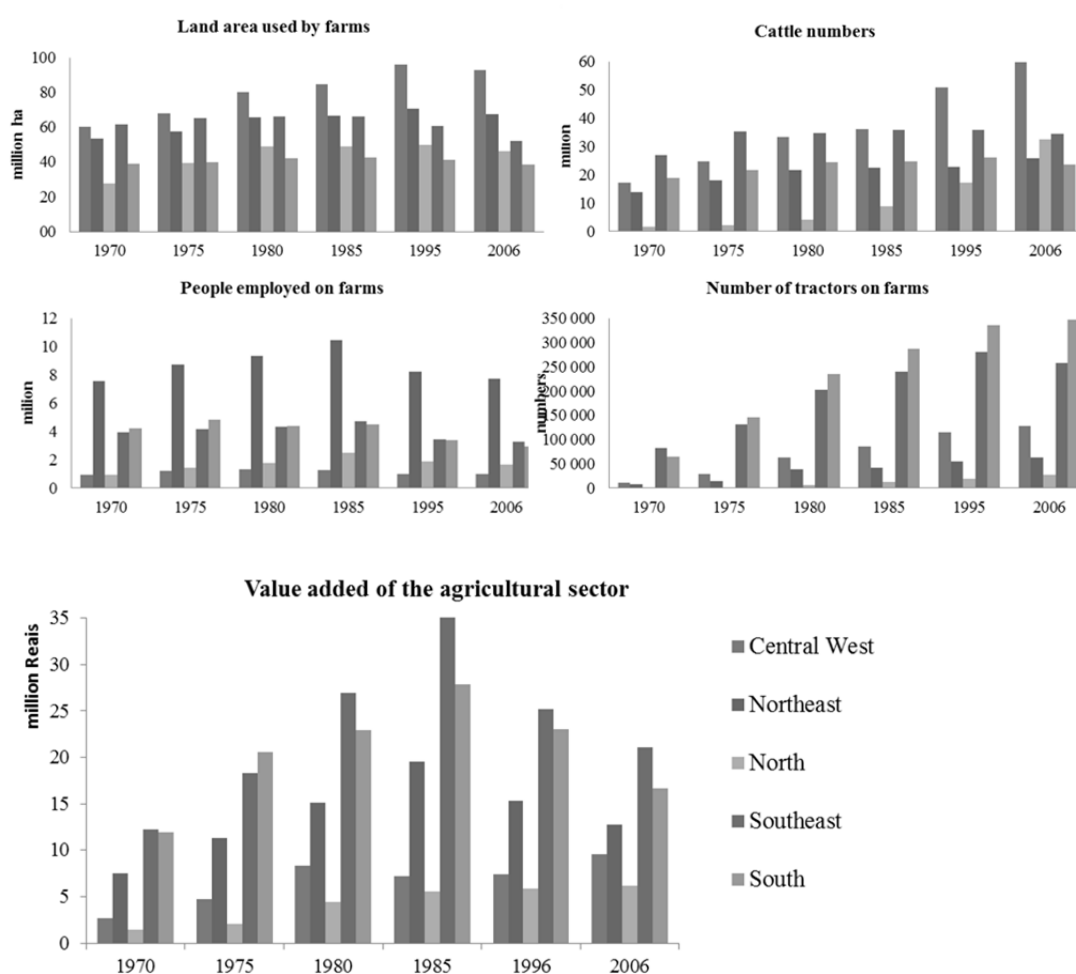 Land area used by farms
million ha
100
80
60
40
20
00
1970 1975 1980 1985 1995 2006
Cattle numbers
milion
60
50
40
30
20
10
0
1970 1975 1980 1985 1995 2006
People employed on farms
milion
12
10
8
6
4
2
0
1970 1975 1980 1985 1995 2006
Number of tractors on farms
numbers
350 000
300 000
250 000
200 000
150 000
100 000
50 000
0
1970 1975 1980 1985 1995 2006
Value added of the agricultural sector
million Reais
35
30
25
20
15
10
5
0
1970 1975 1980 1985 1996 2006
Central West
Northeast
North
Southeast
South